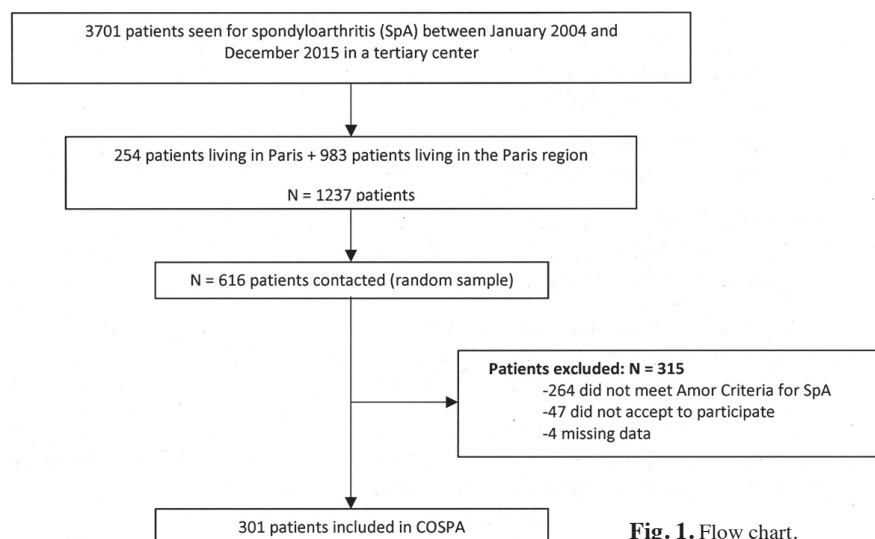 3701 patients seen for spondyloarthritis (SpA) between January 2004 and
December 2015 in a tertiary center
254 patients living in Paris + 983 patients living in the Paris region
N = 1237 patients
N = 616 patients contacted (random sample)
Patients excluded: N = 315
-264 did not meet Amor Criteria for SpA
-47 did not accept to participate
-4 missing data
301 patients included in COSPA
Fig. 1. Flow chart.